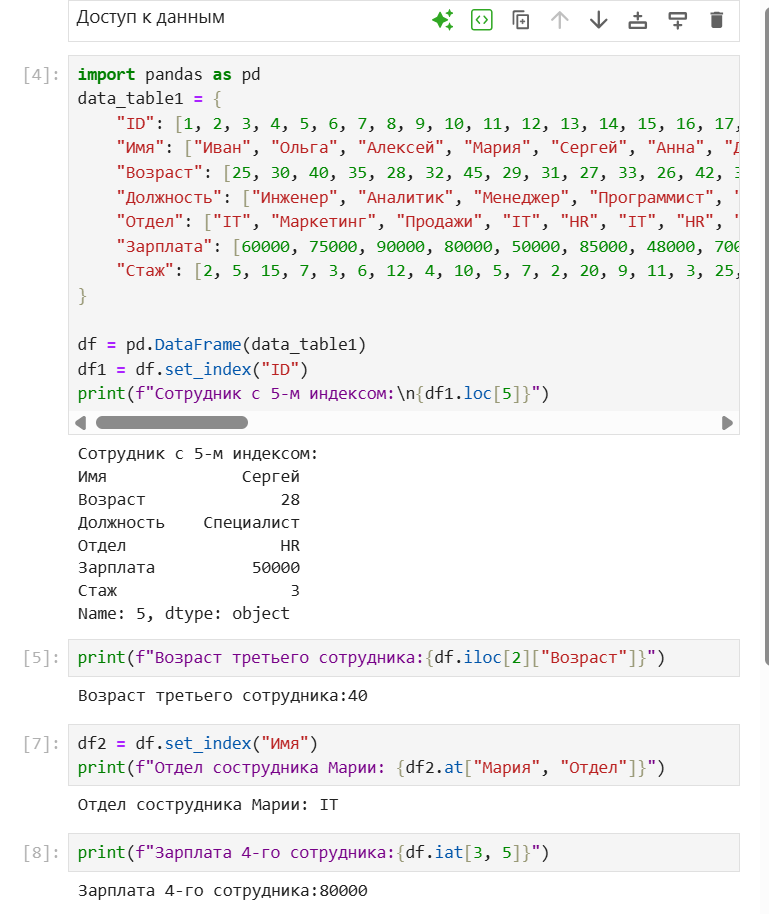 Доступ к данным
[4]: import pandas as pd
data_table1 = {
    "ID": [1, 2, 3, 4, 5, 6, 7, 8, 9, 10, 11, 12, 13, 14, 15, 16, 17,
    "Имя": ["Иван", "Ольга", "Алексей", "Мария", "Сергей", "Анна", "
    "Возраст": [25, 30, 40, 35, 28, 32, 45, 29, 31, 27, 33, 26, 42,
    "Должность": ["Инженер", "Аналитик", "Менеджер", "Программист", "
    "Отдел": ["IT", "Маркетинг", "Продажи", "IT", "HR", "IT", "HR", "
    "Зарплата": [60000, 75000, 90000, 80000, 50000, 85000, 48000, 700
    "Стаж": [2, 5, 15, 7, 3, 6, 12, 4, 10, 5, 7, 2, 20, 9, 11, 3, 25,
}
df = pd.DataFrame(data_table1)
df1 = df.set_index("ID")
print(f"Сотрудник с 5-м индексом:\n{df1.loc[5]}")
Сотрудник с 5-м индексом:
Имя Сергей
Возраст 28
Должность Специалист
Отдел HR
Зарплата 50000
Стаж 3
Name: 5, dtype: object
[5]: print(f"Возраст третьего сотрудника:{df.iloc[2]["Возраст"]}")
Возраст третьего сотрудника:40
[7]: df2 = df.set_index("Имя")
print(f"Отдел сострудника Марии: {df2.at["Мария", "Отдел"]}")
Отдел сострудника Марии: IT
[8]: print(f"Зарплата 4-го сотрудника:{df.iat[3, 5]}")
Зарплата 4-го сотрудника:80000